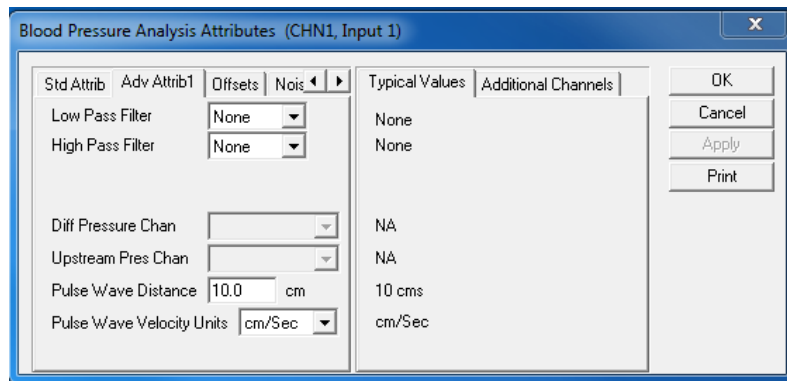 Blood Pressure Analysis Attributes (CHN1, Input 1)
x
Std Attrib Adv Attrib1 Offsets Nois
Typical Values Additional Channels
OK
Cancel
Apply
Print
Low Pass Filter None None
High Pass Filter None None
Diff Pressure Chan NA
Upstream Pres Chan NA
Pulse Wave Distance 10.0 cm 10 cms
Pulse Wave Velocity Units cm/Sec cm/Sec